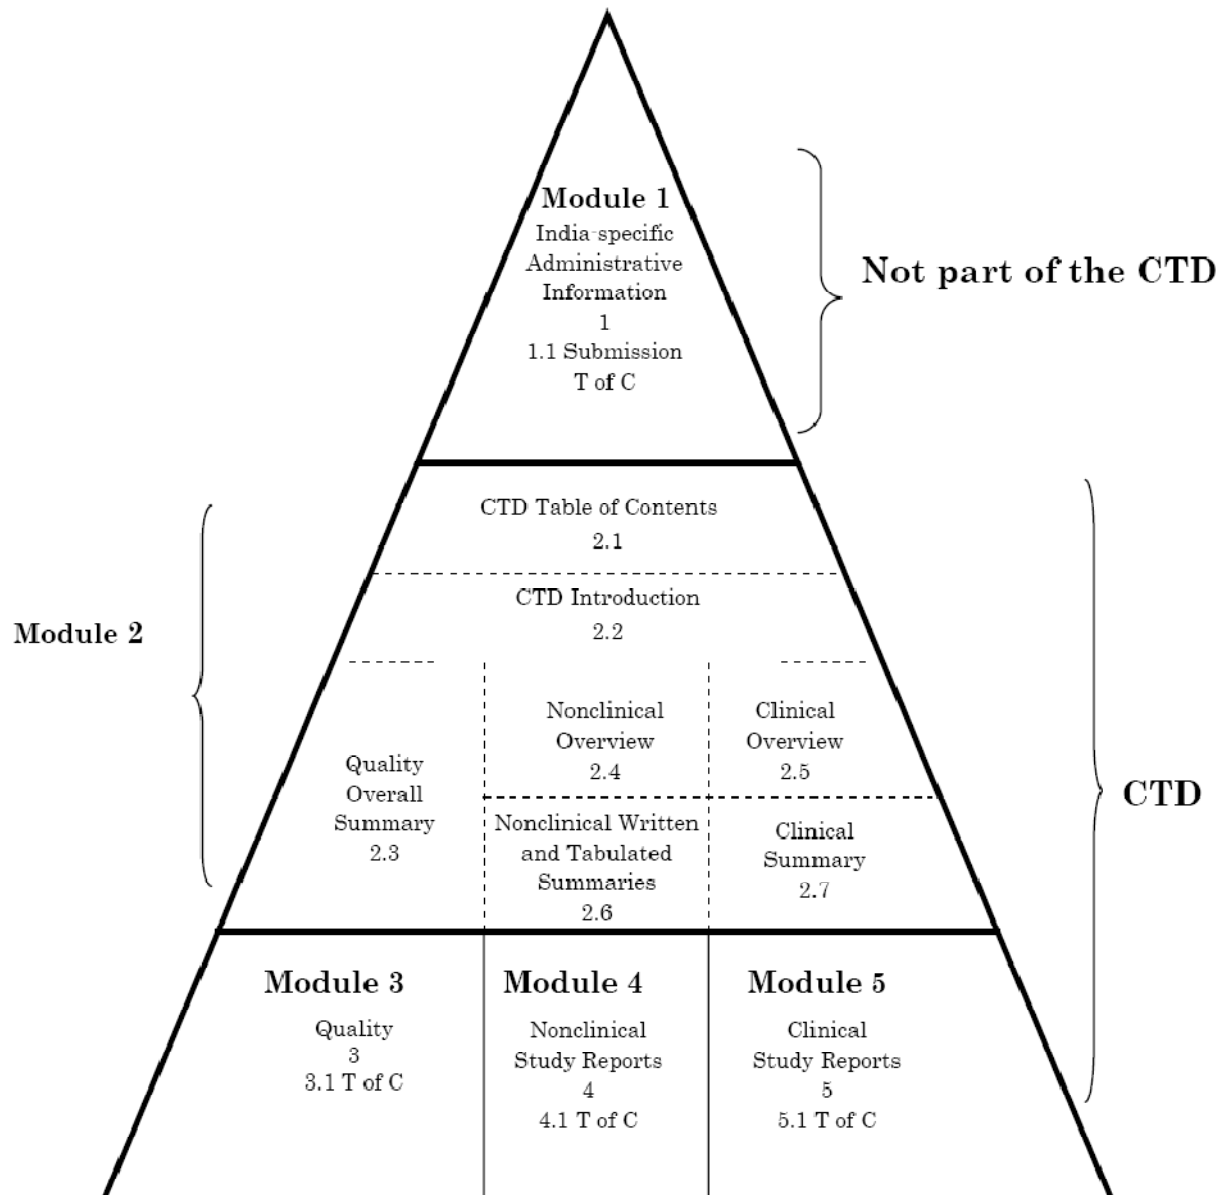 Module 1
India-specific
Administrative
Information
1
1.1 Submission
T of C
Not part of the CTD
CTD Table of Contents
2.1
CTD Introduction
2.2
Module 2
Quality
Overall
Summary
2.3
Nonclinical
Overview
2.4
Clinical
Overview
2.5
Nonclinical Written
and Tabulated
Summaries
2.6
Clinical
Summary
2.7
CTD
Module 3
Quality
3
3.1 T of C
Module 4
Nonclinical
Study Reports
4
4.1 T of C
Module 5
Clinical
Study Reports
5
5.1 T of C